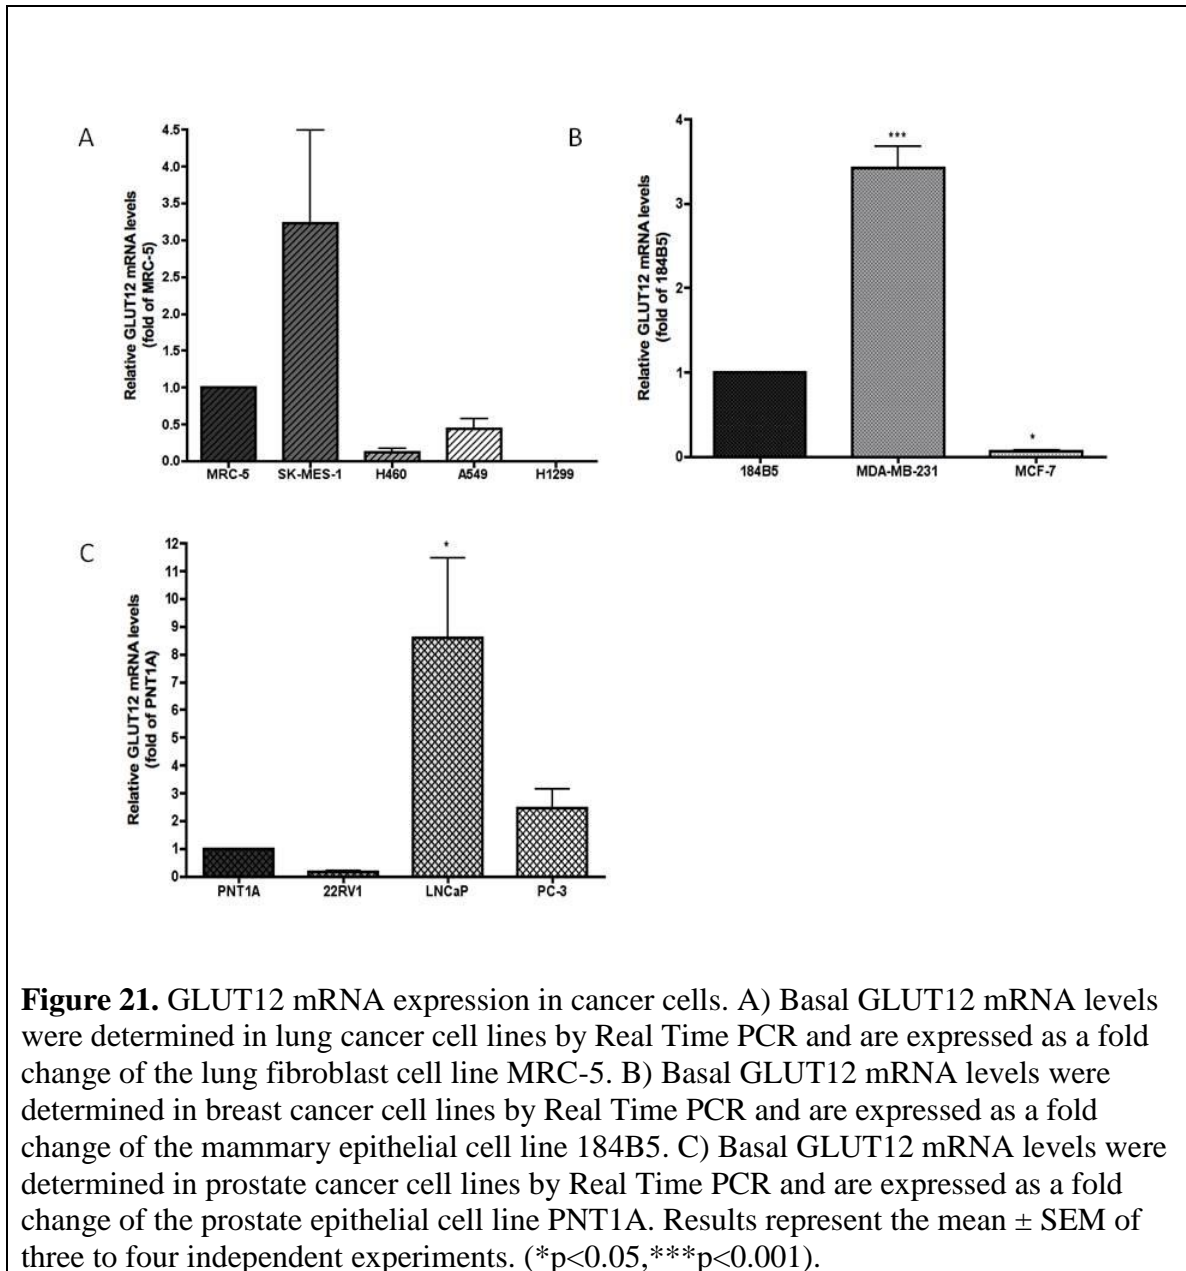 A
Relative GLUT12 mRNA levels
(fold of MRC-5)
4.5
4.0
3.5
3.0
2.5
2.0
1.5
1.0
0.5
0.0
MRC-5 SK-MES-1 H460 A549 H1299
B
Relative GLUT12 mRNA levels
(fold of 184B5)
4
3
2
1
0
***
*
184B5 MDA-MB-231 MCF-7
C
Relative GLUT12 mRNA levels
(fold of PNT1A)
12
11
10
9
8
7
6
5
4
3
2
1
0
*
PNT1A 22RV1 LNCaP PC-3
Figure 21. GLUT12 mRNA expression in cancer cells. A) Basal GLUT12 mRNA levels
were determined in lung cancer cell lines by Real Time PCR and are expressed as a fold
change of the lung fibroblast cell line MRC-5. B) Basal GLUT12 mRNA levels were
determined in breast cancer cell lines by Real Time PCR and are expressed as a fold
change of the mammary epithelial cell line 184B5. C) Basal GLUT12 mRNA levels were
determined in prostate cancer cell lines by Real Time PCR and are expressed as a fold
change of the prostate epithelial cell line PNT1A. Results represent the mean ± SEM of
three to four independent experiments. (*p<0.05,***p<0.001).